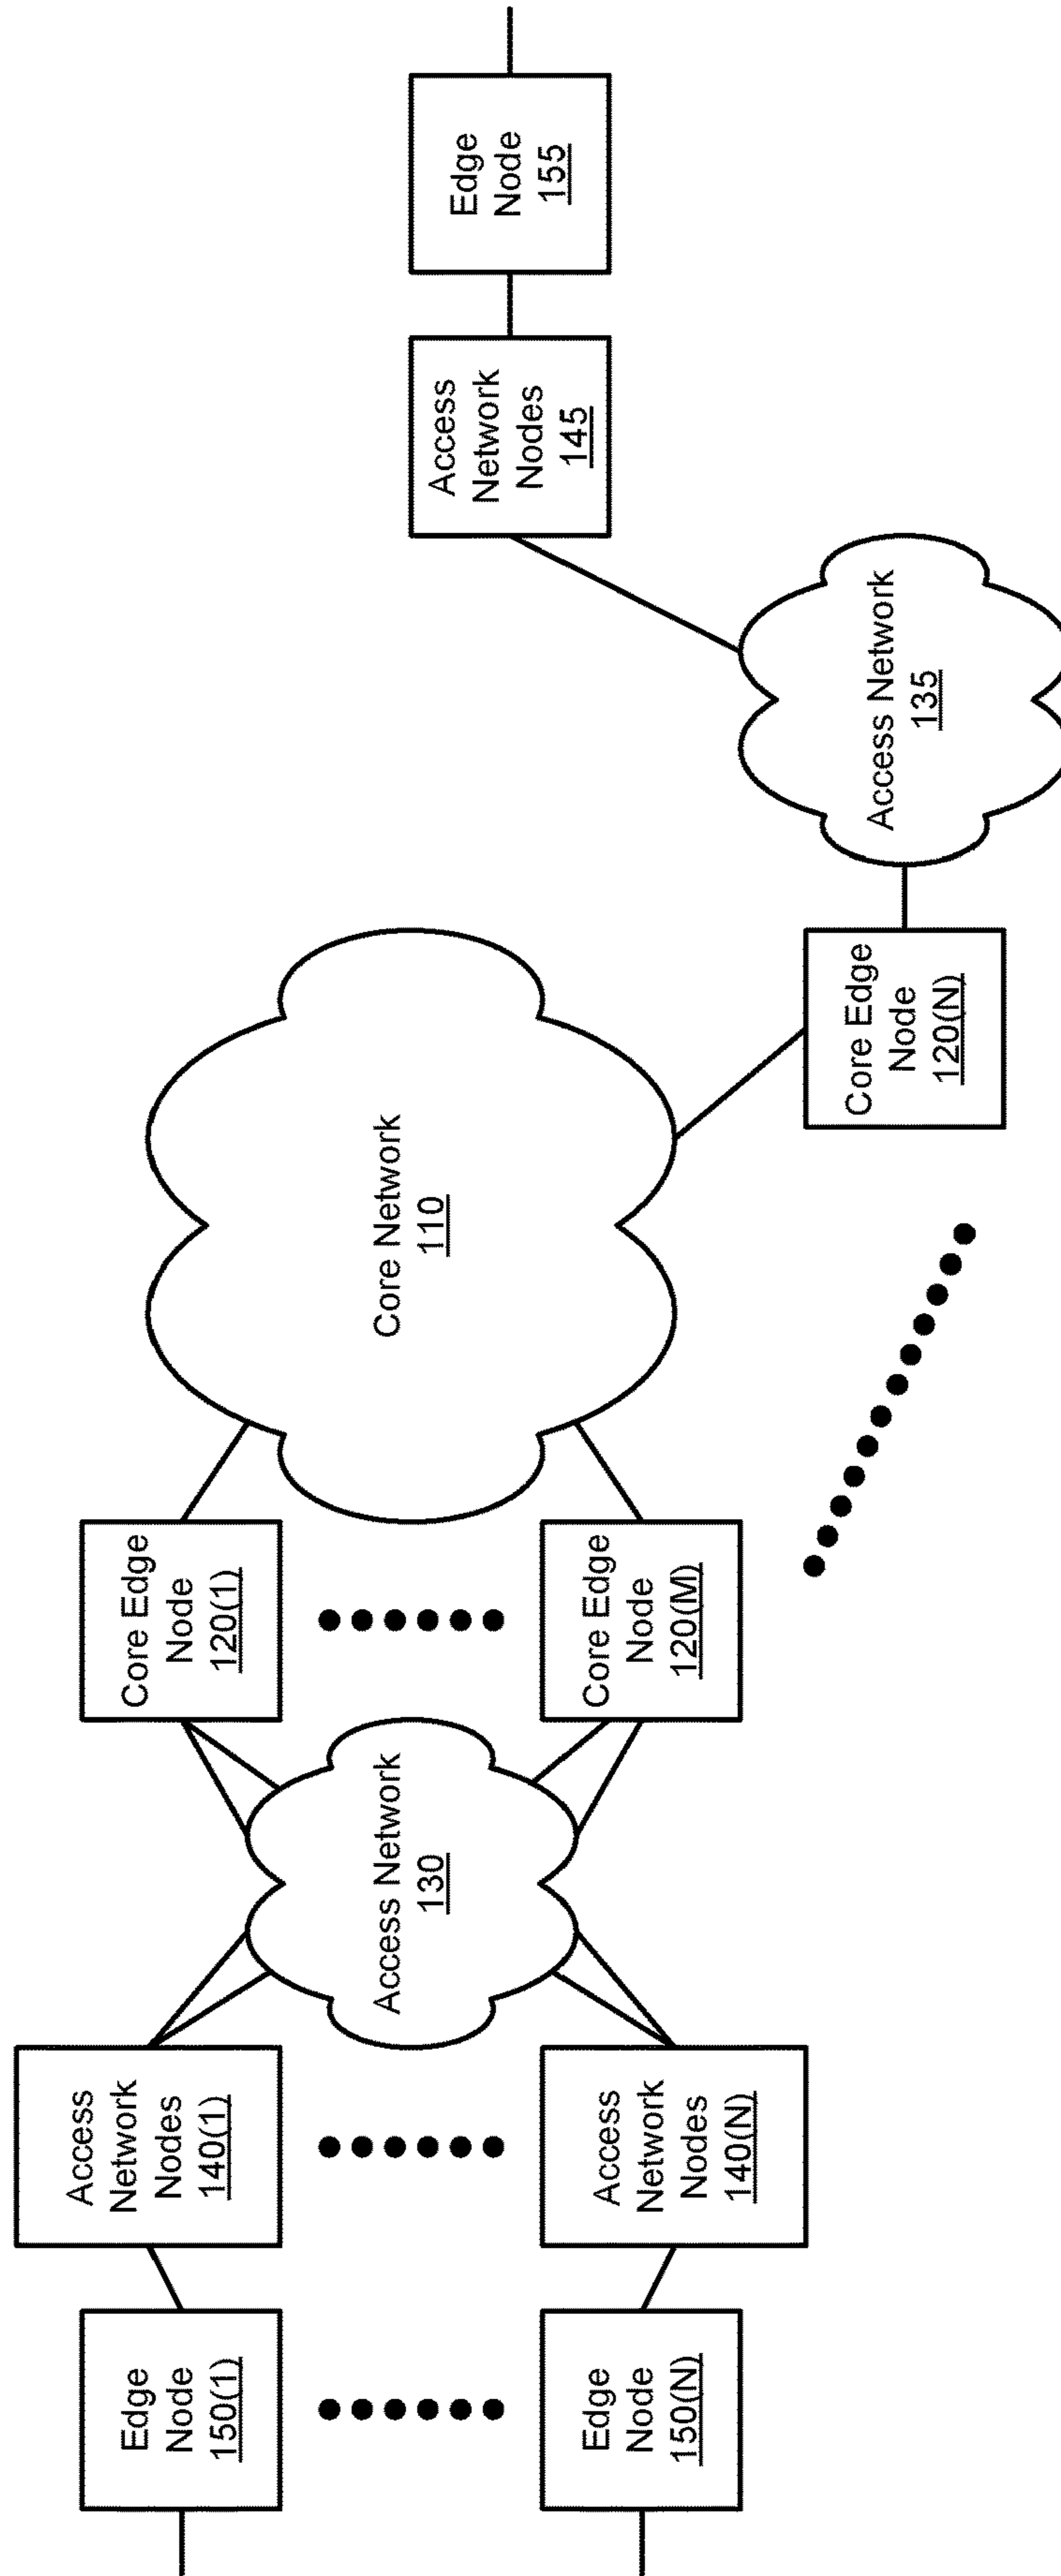 Edge
Node
150(1)
Access
Network
Nodes
140(1)
Core Edge
Node
120(1)
Edge
Node
150(N)
Access
Network
Nodes
140(N)
Access Network
130
Core Edge
Node
120(M)
Core Network
110
Core Edge
Node
120(N)
Access Network
135
Access
Network
Nodes
145
Edge
Node
155